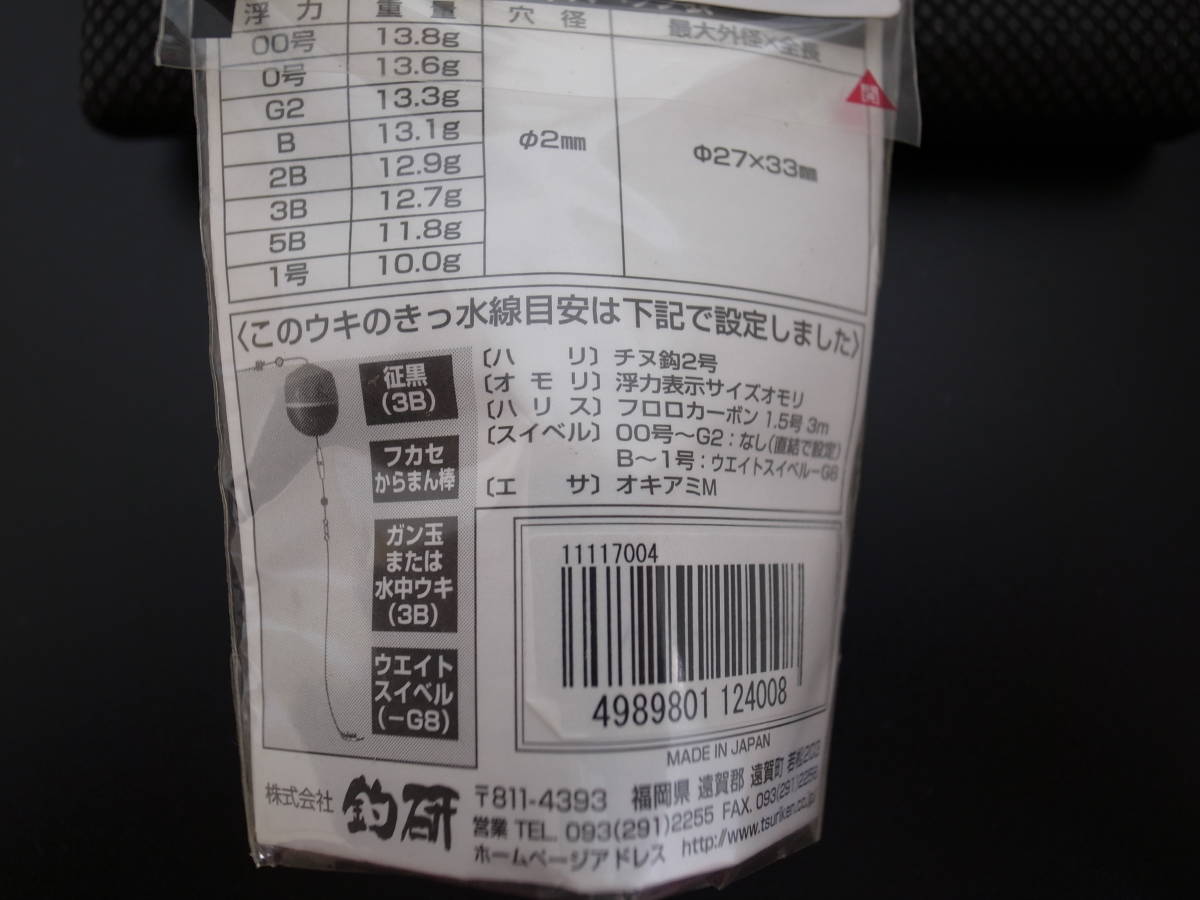 浮力 重量 穴径 最大外径×全長
00号 13.8g
0号 13.6g
G2 13.3g
B 13.1g
2B 12.9g
3B 12.7g
5B 11.8g
1号 10.0g
φ2mm
Φ27×33mm
開
〈このウキのきっ水線目安は下記で設定しました〉
〔ハリ〕チヌ鈎2号
〔オモリ〕浮力表示サイズオモリ
〔ハリス〕フロロカーボン 1.5号 3m
〔スイベル〕00号～G2：なし(直結で設定)
B～1号：ウエイトスイベル－G8
〔エサ〕オキアミM
征黒
(3B)
フカセ
からまん棒
ガン玉
または
水中ウキ
(3B)
ウエイト
スイベル
(－G8)
11117004
4989801 124008
MADE IN JAPAN
株式会社 釣研
〒811-4393 福岡県 遠賀郡 遠賀町 若松203
営業 TEL. 093(291)2255 FAX. 093(291)2256
ホームページアドレス http://www.tsuriken.co.jp/